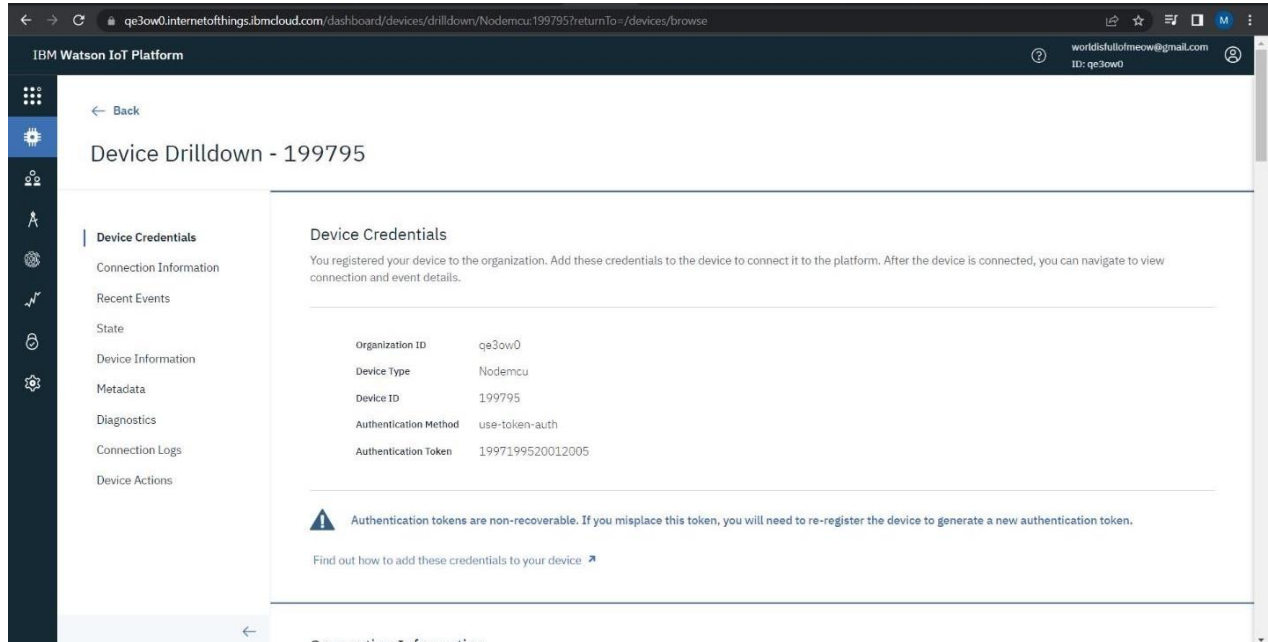 qe3ow0.internetofthings.ibmcloud.com/dashboard/devices/drilldown/Nodemcu:199795?returnTo=/devices/browse
M
IBM Watson IoT Platform
worldisfullofmeow@gmail.com
ID: qe3ow0
Back
Device Drilldown - 199795
Device Credentials
Connection Information
Recent Events
State
Device Information
Metadata
Diagnostics
Connection Logs
Device Actions
Device Credentials
You registered your device to the organization. Add these credentials to the device to connect it to the platform. After the device is connected, you can navigate to view
connection and event details.
Organization ID qe3ow0
Device Type Nodemcu
Device ID 199795
Authentication Method use-token-auth
Authentication Token 1997199520012005
Authentication tokens are non-recoverable. If you misplace this token, you will need to re-register the device to generate a new authentication token.
Find out how to add these credentials to your device